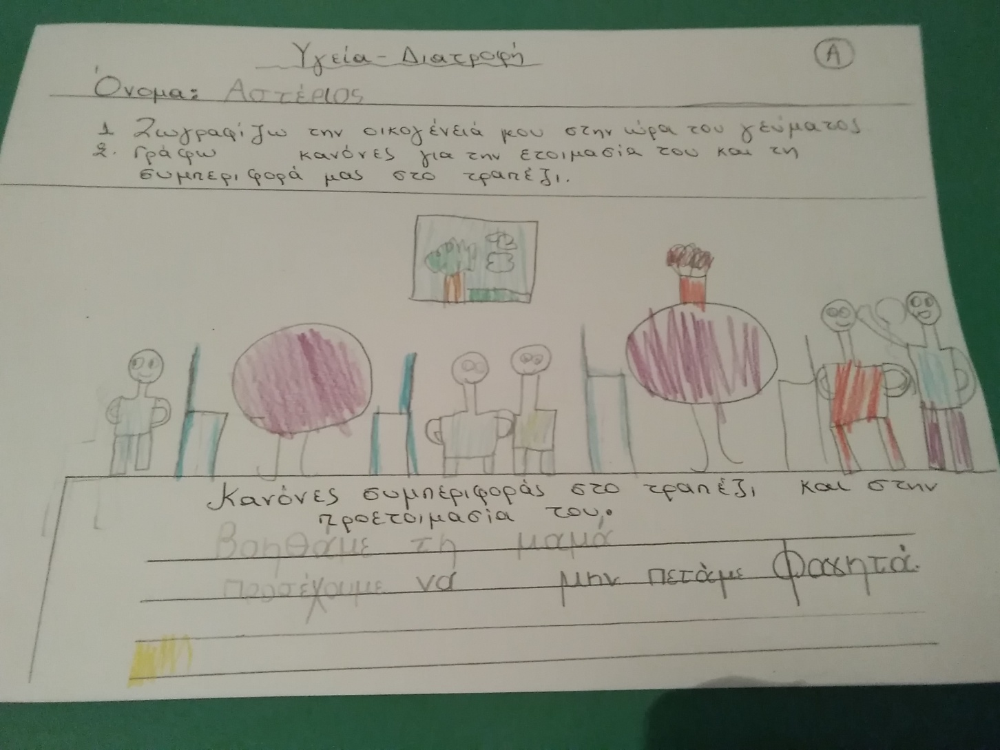 Υγεία - Διατροφή
Α
Όνομα: Αστέριος
1 Ζωγραφίζω την οικογένειά μου στην ώρα του γεύματος
2. Γράφω κανόνες για την ετοιμασία του και τη
συμπεριφορά μας στο τραπέζι.
Κανόνες συμπεριφοράς στο τραπέζι και στην
προετοιμασία του.
Βοηθάμε τη μαμά
Προσέχουμε νά μην πετάμε Φαγητά.